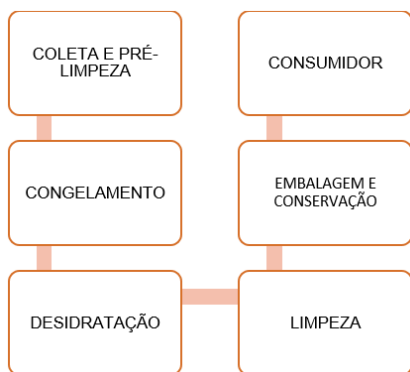 COLETA E PRÉ-
LIMPEZA
CONGELAMENTO
DESIDRATAÇÃO
LIMPEZA
EMBALAGEM E
CONSERVAÇÃO
CONSUMIDOR